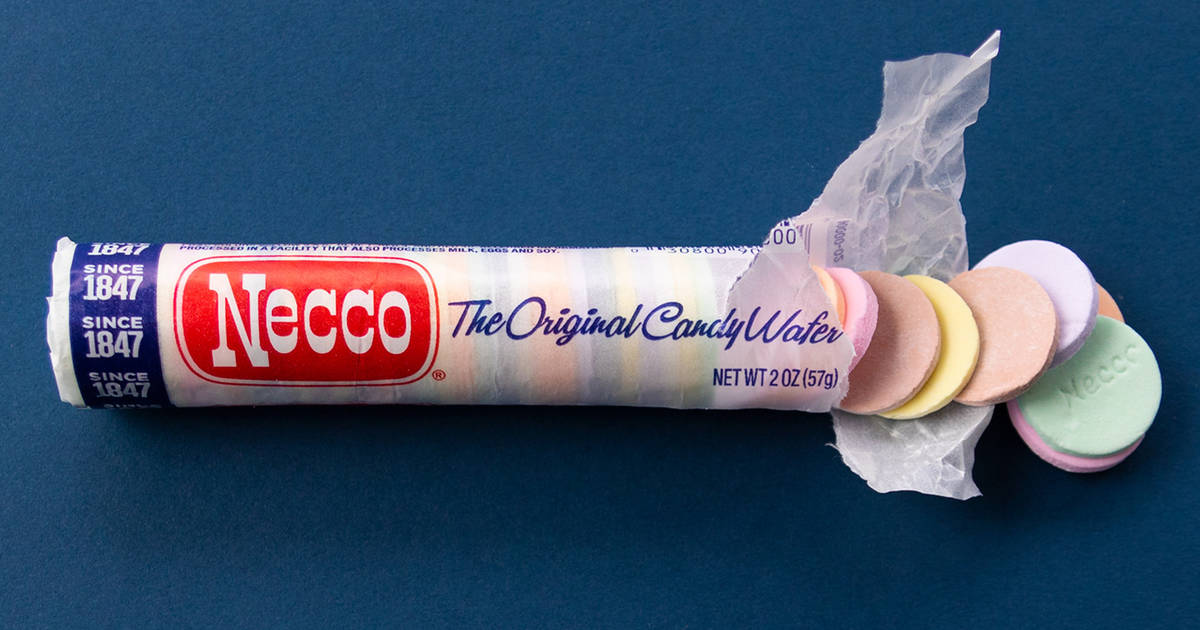 1847
SINCE
1847
SINCE
1847
SINCE
1847
PROCESSED IN A FACILITY THAT ALSO PROCESSES MILK, EGGS AND SOY.
Necco
®
The Original Candy Wafer
NET WT 2 OZ (57g)
Necco